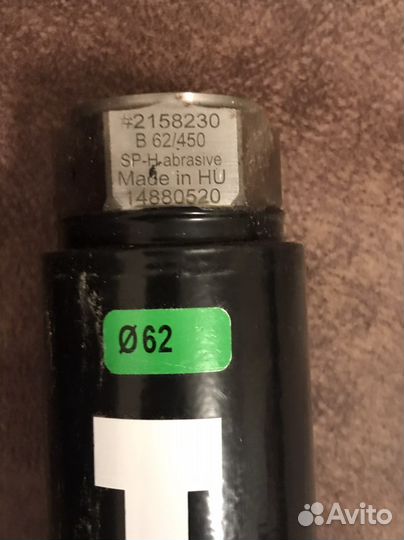 #2158230
B 62/450
SP-H abrasive
Made in HU
14880520
Ø62
T
Avito